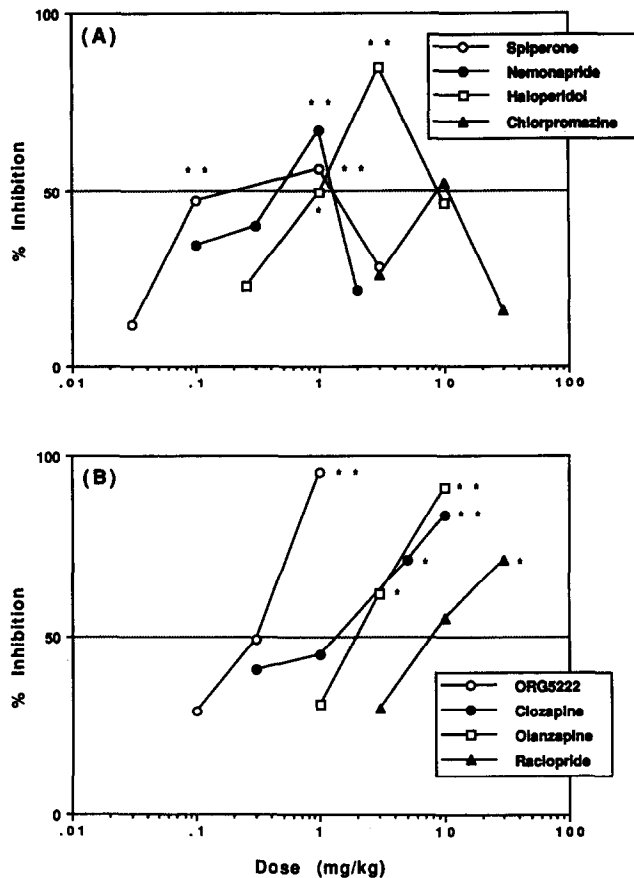 (A)
% Inhibition
100
50
0
.01
.1
1
10
100
* *
* *
* *
* *
*
Spiperone
Nemonapride
Haloperidol
Chlorpromazine
(B)
% Inhibition
100
50
0
.01
.1
1
10
100
* *
* *
* *
*
*
*
ORG5222
Clozapine
Olanzapine
Raclopride
Dose (mg/kg)